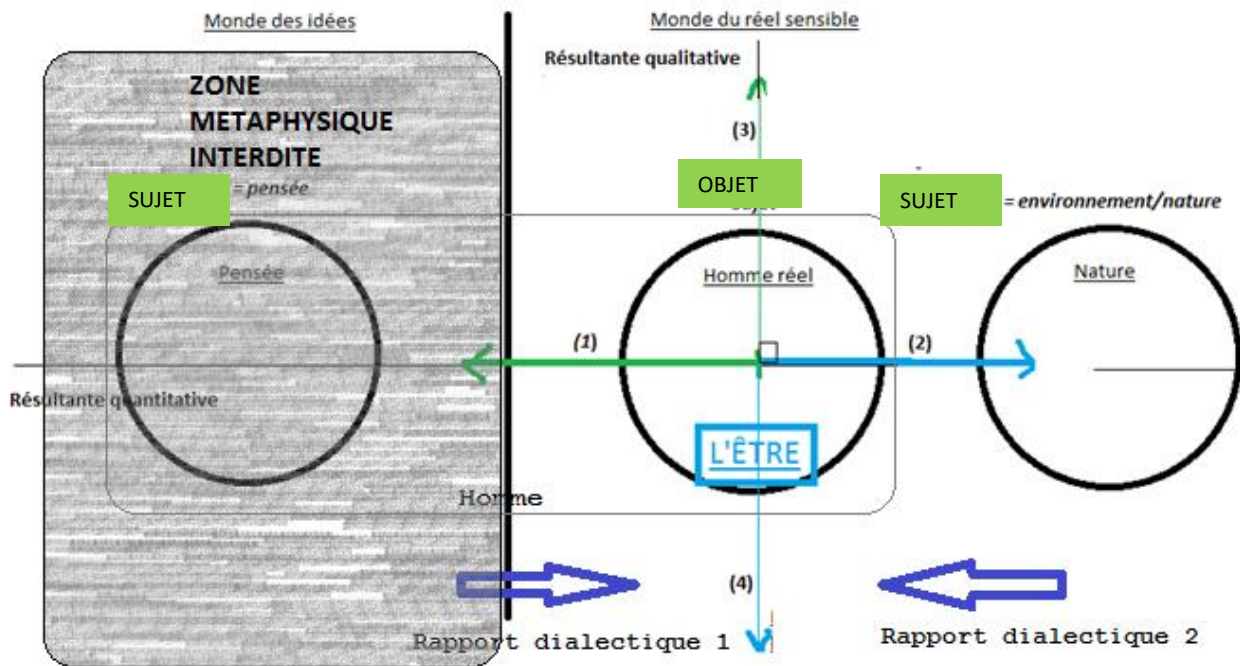 Monde des idées
Monde du réel sensible
Résultante qualitative
ZONE
METAPHYSIQUE
INTERDITE
(3)
SUJET
= pensée
OBJET
SUJET
= environnement/nature
Pensée
Homme réel
Nature
(1)
(2)
Résultante quantitative
L'ÊTRE
Homme
(4)
Rapport dialectique 1
Rapport dialectique 2